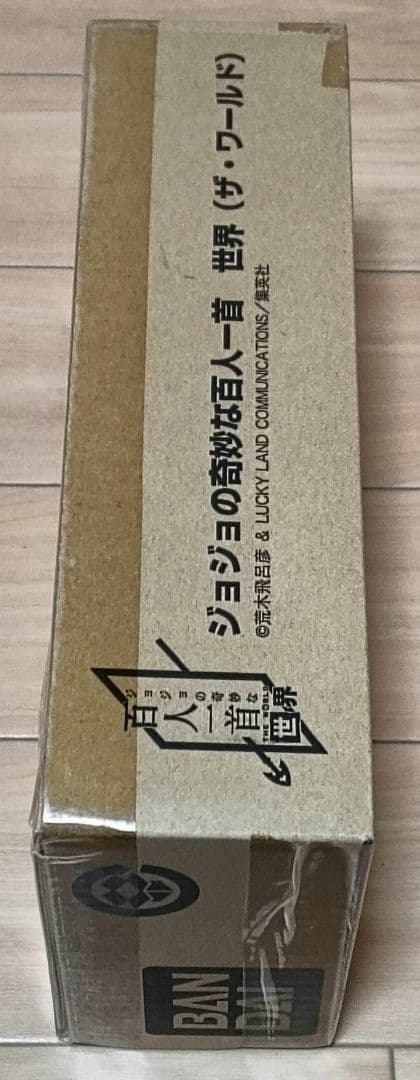 ジョジョの奇妙な百人一首 世界(ザ・ワールド)
©荒木飛呂彦 & LUCKY LAND COMMUNICATIONS/集英社
ジョジョの奇妙な
百人一首
THE WORLD
世界
BAN
DAI